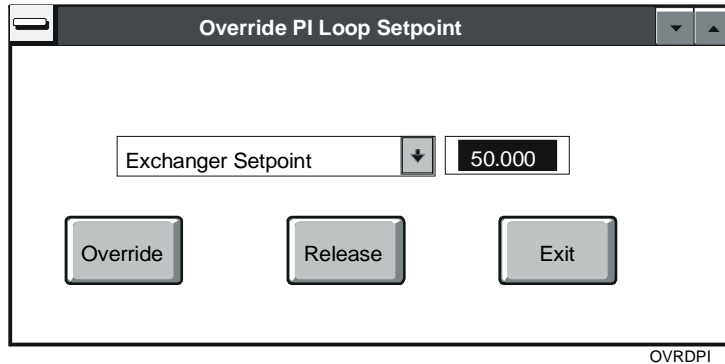 Override PI Loop Setpoint
Exchanger Setpoint 50.000
Override Release Exit
OVRDPI